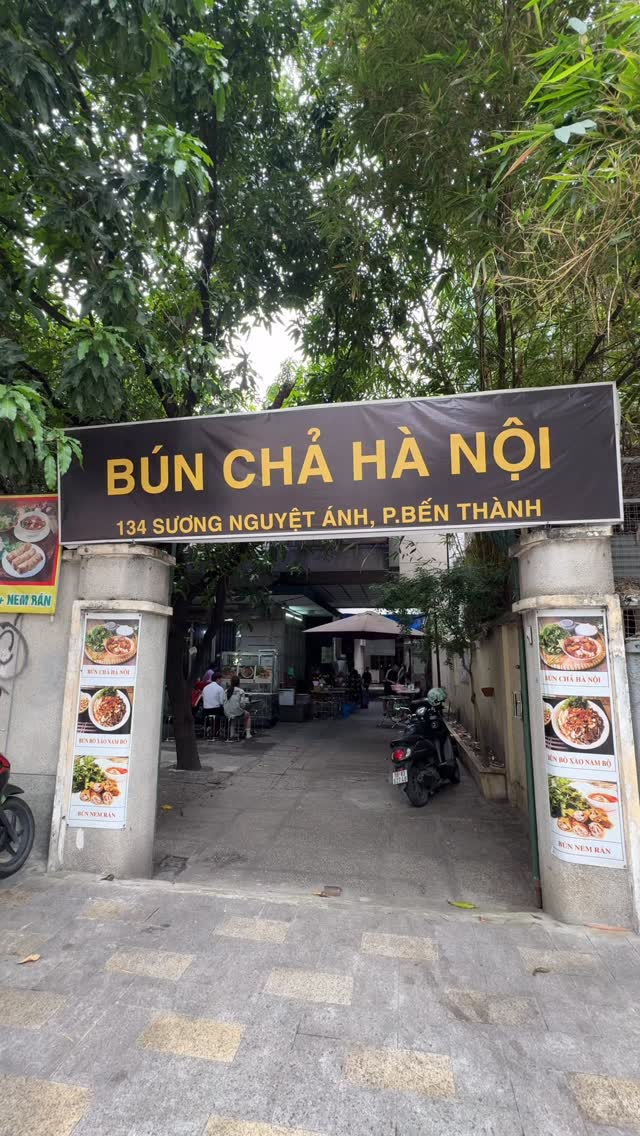 BÚN CHẢ HÀ NỘI
134 SƯƠNG NGUYỆT ÁNH, P.BẾN THÀNH
+ NEM RÁN
BÚN CHẢ HÀ NỘI
BÚN BÒ XÀO NAM BỘ
BÚN NEM RÁN
BÚN CHẢ HÀ NỘI
BÚN BÒ XÀO NAM BỘ
BÚN NEM RÁN